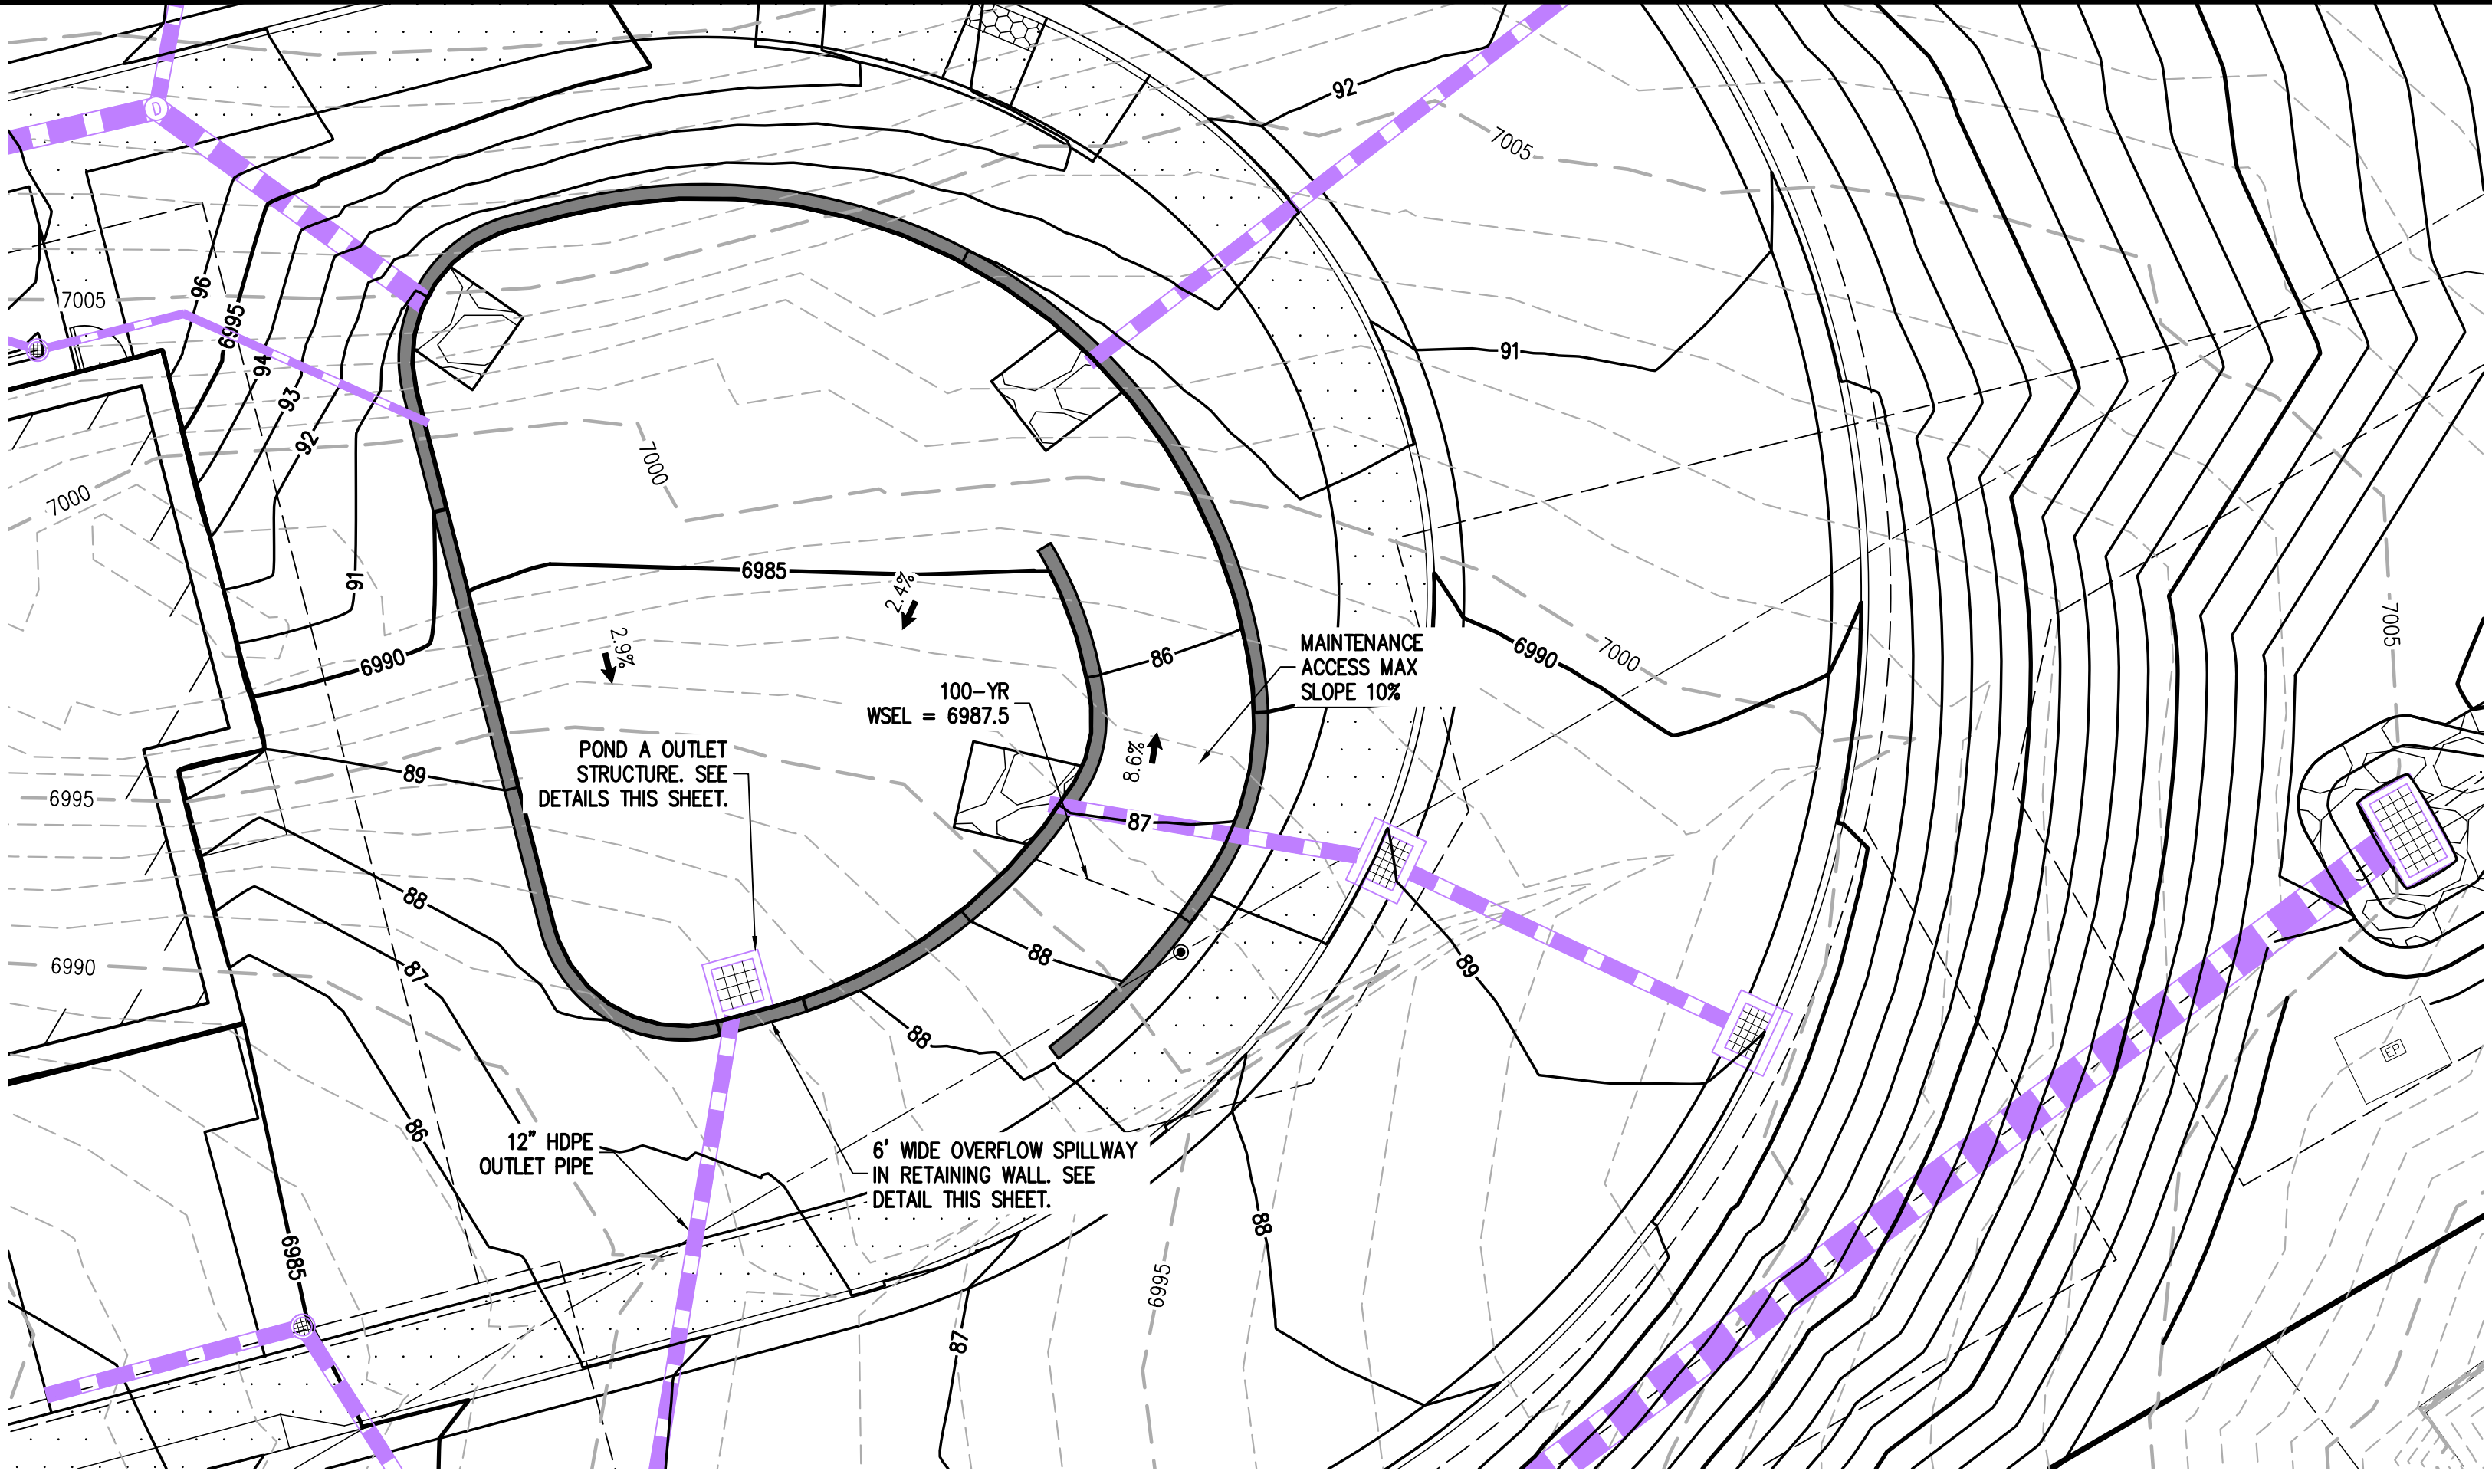 D
92
7005
96
7005
6995
94
93
92
91
7000
7000
91
6985
2.4%
2.9%
6990
86
MAINTENANCE
ACCESS MAX
SLOPE 10%
6990
7000
7005
100-YR
WSEL = 6987.5
8.6%
POND A OUTLET
STRUCTURE. SEE
DETAILS THIS SHEET.
89
6995
87
88
88
89
6990
87
88
EP
86
12" HDPE
OUTLET PIPE
6' WIDE OVERFLOW SPILLWAY
IN RETAINING WALL. SEE
DETAIL THIS SHEET.
88
6985
6995
87